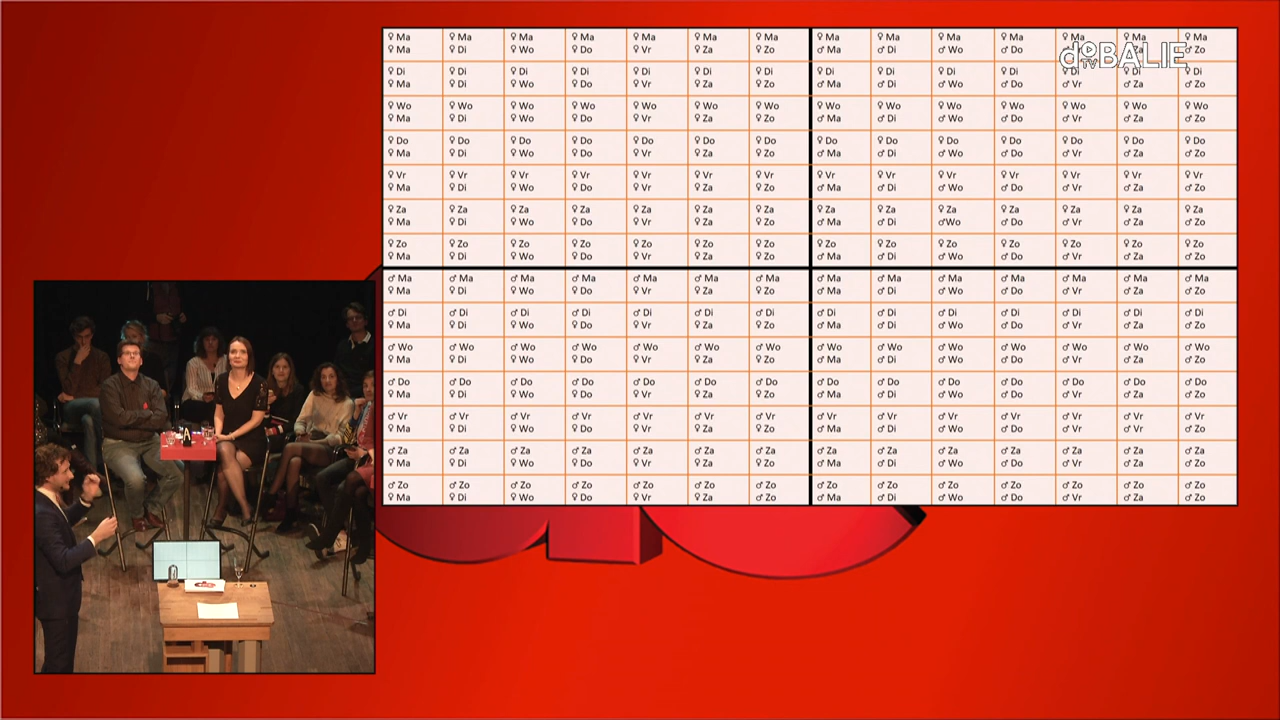 ♀ Ma ♀ Ma ♀ Ma ♀ Ma ♀ Ma ♀ Ma ♀ Ma ♀ Ma ♀ Ma ♀ Ma ♀ Ma ♀ Ma ♀ Ma ♀ Ma
♀ Ma ♀ Di ♀ Wo ♀ Do ♀ Vr ♀ Za ♀ Zo ♂ Ma ♂ Di ♂ Wo ♂ Do ♂ Vr ♂ Za ♂ Zo
deBALIE
TV
♀ Di ♀ Di ♀ Di ♀ Di ♀ Di ♀ Di ♀ Di ♀ Di ♀ Di ♀ Di ♀ Di ♀ Di ♀ Di ♀ Di
♀ Ma ♀ Di ♀ Wo ♀ Do ♀ Vr ♀ Za ♀ Zo ♂ Ma ♂ Di ♂ Wo ♂ Do ♂ Vr ♂ Za ♂ Zo
♀ Wo ♀ Wo ♀ Wo ♀ Wo ♀ Wo ♀ Wo ♀ Wo ♀ Wo ♀ Wo ♀ Wo ♀ Wo ♀ Wo ♀ Wo ♀ Wo
♀ Ma ♀ Di ♀ Wo ♀ Do ♀ Vr ♀ Za ♀ Zo ♂ Ma ♂ Di ♂ Wo ♂ Do ♂ Vr ♂ Za ♂ Zo
♀ Do ♀ Do ♀ Do ♀ Do ♀ Do ♀ Do ♀ Do ♀ Do ♀ Do ♀ Do ♀ Do ♀ Do ♀ Do ♀ Do
♀ Ma ♀ Di ♀ Wo ♀ Do ♀ Vr ♀ Za ♀ Zo ♂ Ma ♂ Di ♂ Wo ♂ Do ♂ Vr ♂ Za ♂ Zo
♀ Vr ♀ Vr ♀ Vr ♀ Vr ♀ Vr ♀ Vr ♀ Vr ♀ Vr ♀ Vr ♀ Vr ♀ Vr ♀ Vr ♀ Vr ♀ Vr
♀ Ma ♀ Di ♀ Wo ♀ Do ♀ Vr ♀ Za ♀ Zo ♂ Ma ♂ Di ♂ Wo ♂ Do ♂ Vr ♂ Za ♂ Zo
♀ Za ♀ Za ♀ Za ♀ Za ♀ Za ♀ Za ♀ Za ♀ Za ♀ Za ♀ Za ♀ Za ♀ Za ♀ Za ♀ Za
♀ Ma ♀ Di ♀ Wo ♀ Do ♀ Vr ♀ Za ♀ Zo ♂ Ma ♂ Di ♂Wo ♂ Do ♂ Vr ♂ Za ♂ Zo
♀ Zo ♀ Zo ♀ Zo ♀ Zo ♀ Zo ♀ Zo ♀ Zo ♀ Zo ♀ Zo ♀ Zo ♀ Zo ♀ Zo ♀ Zo ♀ Zo
♀ Ma ♀ Di ♀ Wo ♀ Do ♀ Vr ♀ Za ♀ Zo ♂ Ma ♂ Di ♂ Wo ♂ Do ♂ Vr ♂ Za ♂ Zo
♂ Ma ♂ Ma ♂ Ma ♂ Ma ♂ Ma ♂ Ma ♂ Ma ♂ Ma ♂ Ma ♂ Ma ♂ Ma ♂ Ma ♂ Ma ♂ Ma
♀ Ma ♀ Di ♀ Wo ♀ Do ♀ Vr ♀ Za ♀ Zo ♂ Ma ♂ Di ♂ Wo ♂ Do ♂ Vr ♂ Za ♂ Zo
♂ Di ♂ Di ♂ Di ♂ Di ♂ Di ♂ Di ♂ Di ♂ Di ♂ Di ♂ Di ♂ Di ♂ Di ♂ Di ♂ Di
♀ Ma ♀ Di ♀ Wo ♀ Do ♀ Vr ♀ Za ♀ Zo ♂ Ma ♂ Di ♂ Wo ♂ Do ♂ Vr ♂ Za ♂ Zo
♂ Wo ♂ Wo ♂ Wo ♂ Wo ♂ Wo ♂ Wo ♂ Wo ♂ Wo ♂ Wo ♂ Wo ♂ Wo ♂ Wo ♂ Wo ♂ Wo
♀ Ma ♀ Di ♀ Wo ♀ Do ♀ Vr ♀ Za ♀ Zo ♂ Ma ♂ Di ♂ Wo ♂ Do ♂ Vr ♂ Za ♂ Zo
♂ Do ♂ Do ♂ Do ♂ Do ♂ Do ♂ Do ♂ Do ♂ Do ♂ Do ♂ Do ♂ Do ♂ Do ♂ Do ♂ Do
♀ Ma ♀ Di ♀ Wo ♀ Do ♀ Vr ♀ Za ♀ Zo ♂ Ma ♂ Di ♂ Wo ♂ Do ♂ Vr ♂ Za ♂ Zo
♂ Vr ♂ Vr ♂ Vr ♂ Vr ♂ Vr ♂ Vr ♂ Vr ♂ Vr ♂ Vr ♂ Vr ♂ Vr ♂ Vr ♂ Vr ♂ Vr
♀ Ma ♀ Di ♀ Wo ♀ Do ♀ Vr ♀ Za ♀ Zo ♂ Ma ♂ Di ♂ Wo ♂ Do ♂ Vr ♂ Vr ♂ Zo
♂ Za ♂ Za ♂ Za ♂ Za ♂ Za ♂ Za ♂ Za ♂ Za ♂ Za ♂ Za ♂ Za ♂ Za ♂ Za ♂ Za
♀ Ma ♀ Di ♀ Wo ♀ Do ♀ Vr ♀ Za ♀ Zo ♂ Ma ♂ Di ♂ Wo ♂ Do ♂ Vr ♂ Za ♂ Zo
♂ Zo ♂ Zo ♂ Zo ♂ Zo ♂ Zo ♂ Zo ♂ Zo ♂ Zo ♂ Zo ♂ Zo ♂ Zo ♂ Zo ♂ Zo ♂ Zo
♀ Ma ♀ Di ♀ Wo ♀ Do ♀ Vr ♀ Za ♀ Zo ♂ Ma ♂ Di ♂ Wo ♂ Do ♂ Vr ♂ Za ♂ Zo